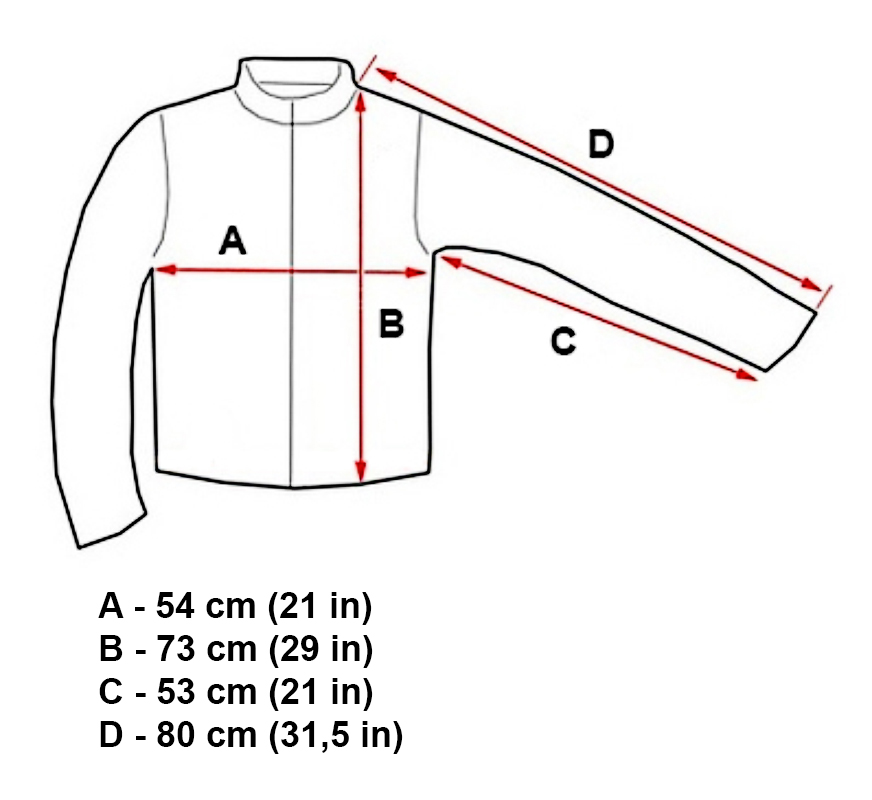 D
A
B
C
A - 54 cm (21 in)
B - 73 cm (29 in)
C - 53 cm (21 in)
D - 80 cm (31,5 in)